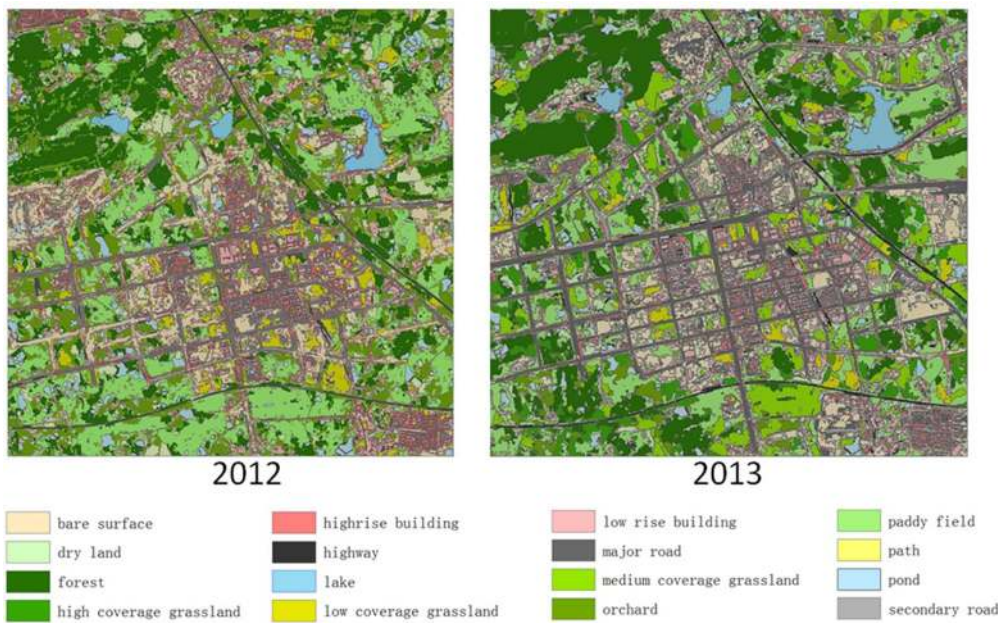 2012
2013
bare surface
highrise building
low rise building
paddy field
dry land
highway
major road
path
forest
lake
medium coverage grassland
pond
high coverage grassland
low coverage grassland
orchard
secondary road